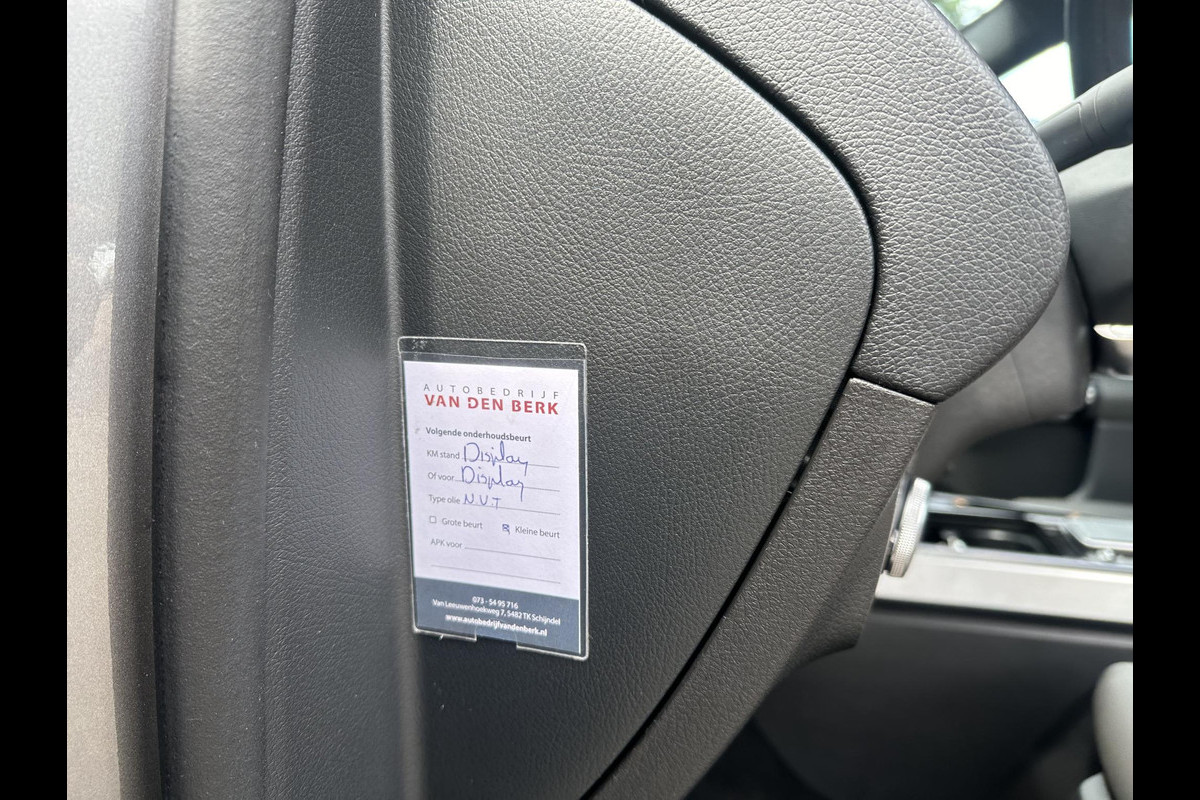 AUTOBEDRIJF
VAN DEN BERK
Volgende onderhoudsbeurt
KM stand Display
Of voor Display
Type olie N.V.T
Grote beurt Kleine beurt
APK voor
073 - 54 95 716
Van Leeuwenhoekweg 7, 5482 TK Schijndel
www.autobedrijfvandenberk.nl